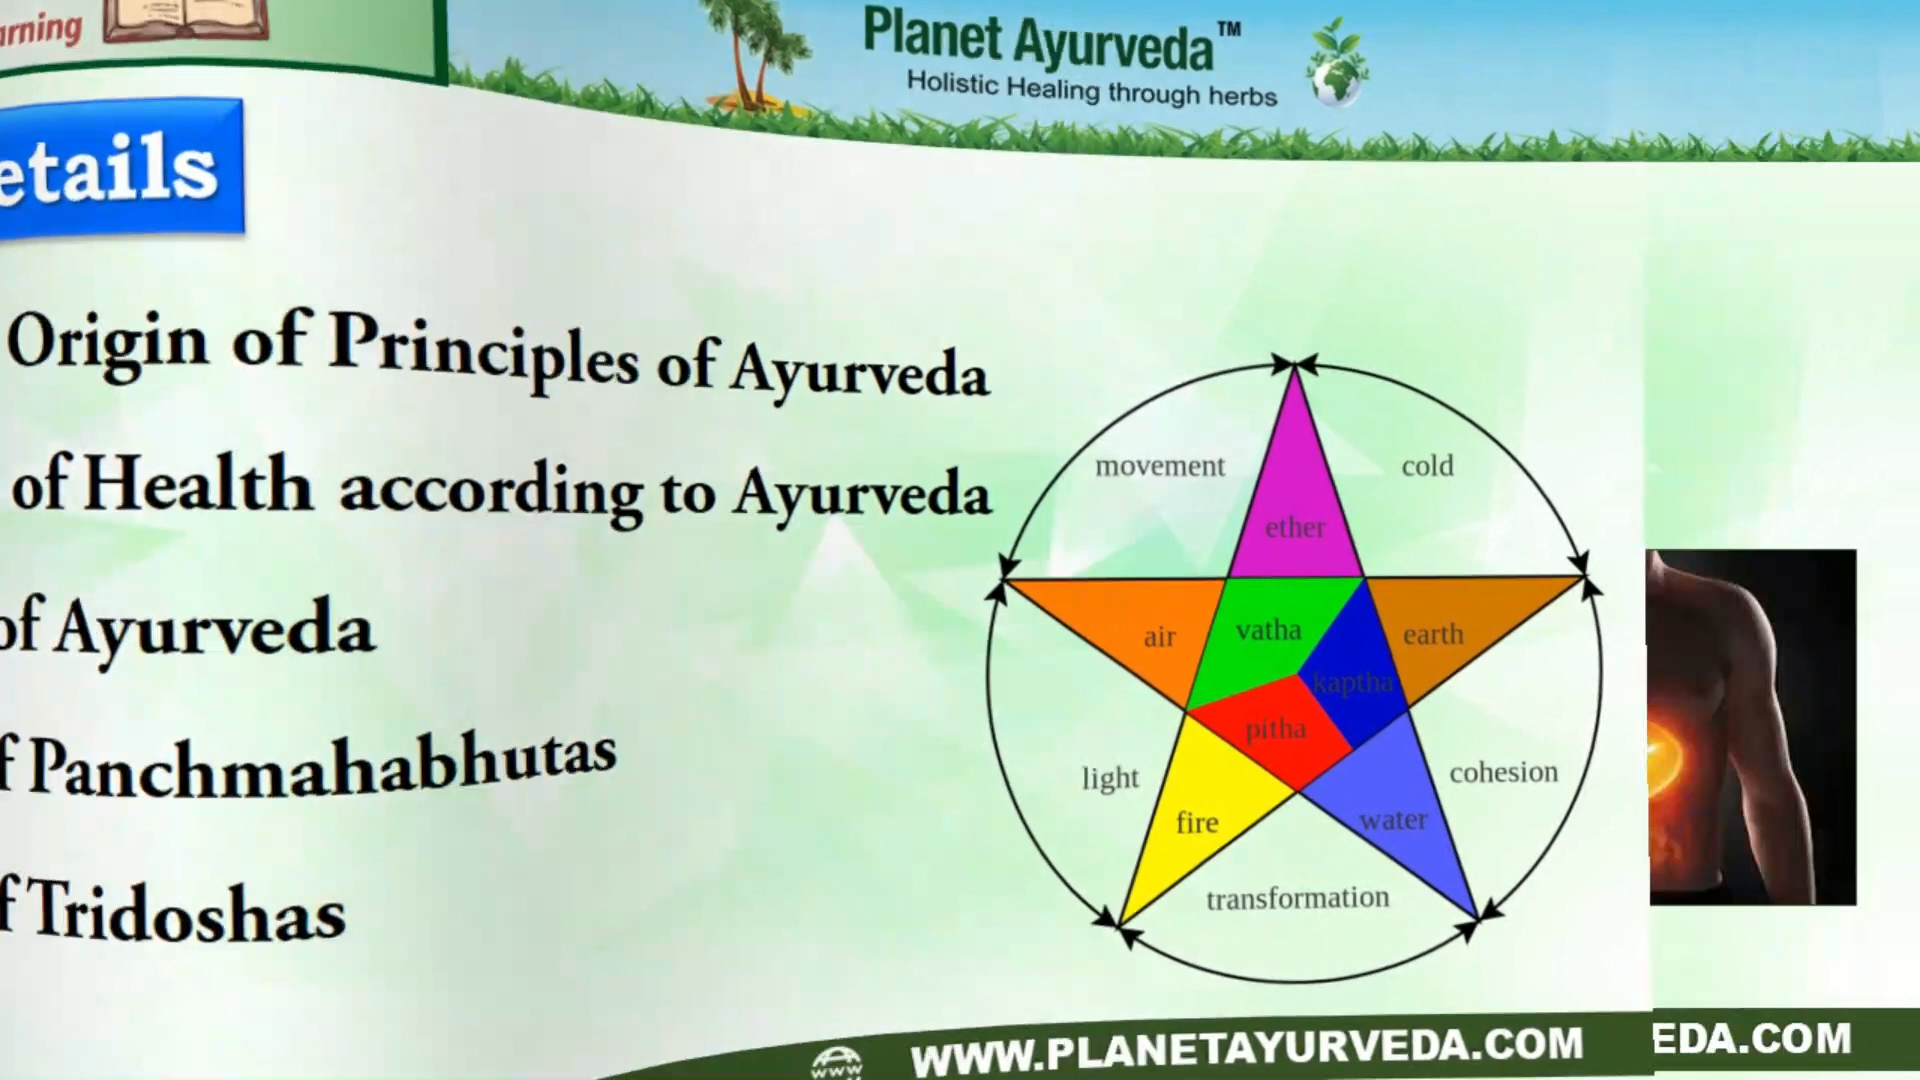 arning
Planet Ayurveda™
Holistic Healing through herbs
etails
Origin of Principles of Ayurveda
of Health according to Ayurveda
of Ayurveda
f Panchmahabhutas
f Tridoshas
movement
cold
ether
air
vatha
earth
kaptha
pitha
light
cohesion
fire
water
transformation
www
WWW.PLANETAYURVEDA.COM
EDA.COM